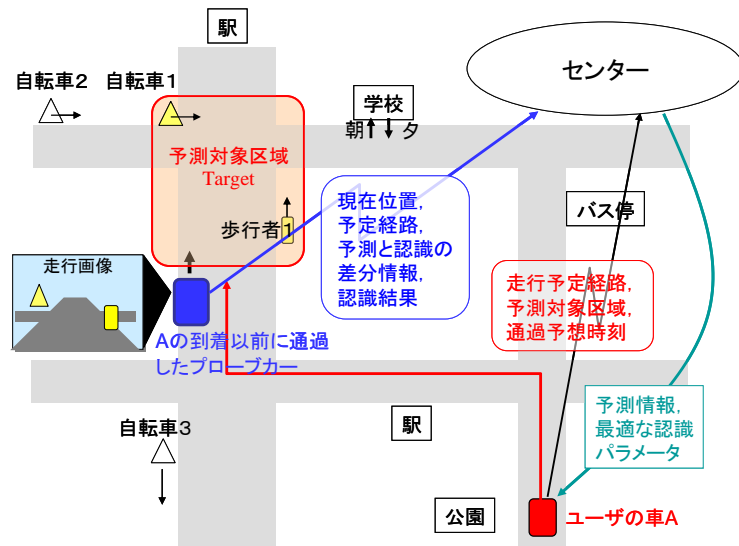 駅
センター
自転車2
自転車1
学校
朝
夕
予測対象区域
Target
歩行者1
現在位置,
予定経路,
予測と認識の
差分情報,
認識結果
バス停
走行画像
走行予定経路,
予測対象区域,
通過予想時刻
Aの到着以前に通過
したプローブカー
予測情報,
最適な認識
パラメータ
自転車3
駅
公園
ユーザの車A